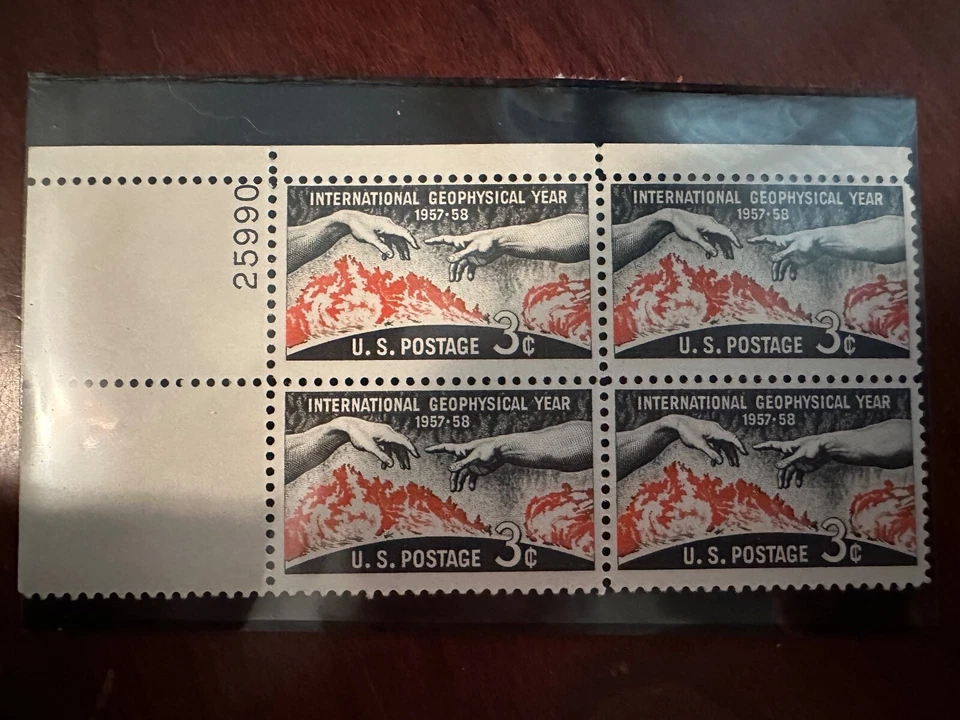 25990
INTERNATIONAL GEOPHYSICAL YEAR
1957·58
U. S. POSTAGE 3¢
INTERNATIONAL GEOPHYSICAL YEAR
1957·58
U. S. POSTAGE 3¢
INTERNATIONAL GEOPHYSICAL YEAR
1957·58
U. S. POSTAGE 3¢
INTERNATIONAL GEOPHYSICAL YEAR
1957·58
U. S. POSTAGE 3¢